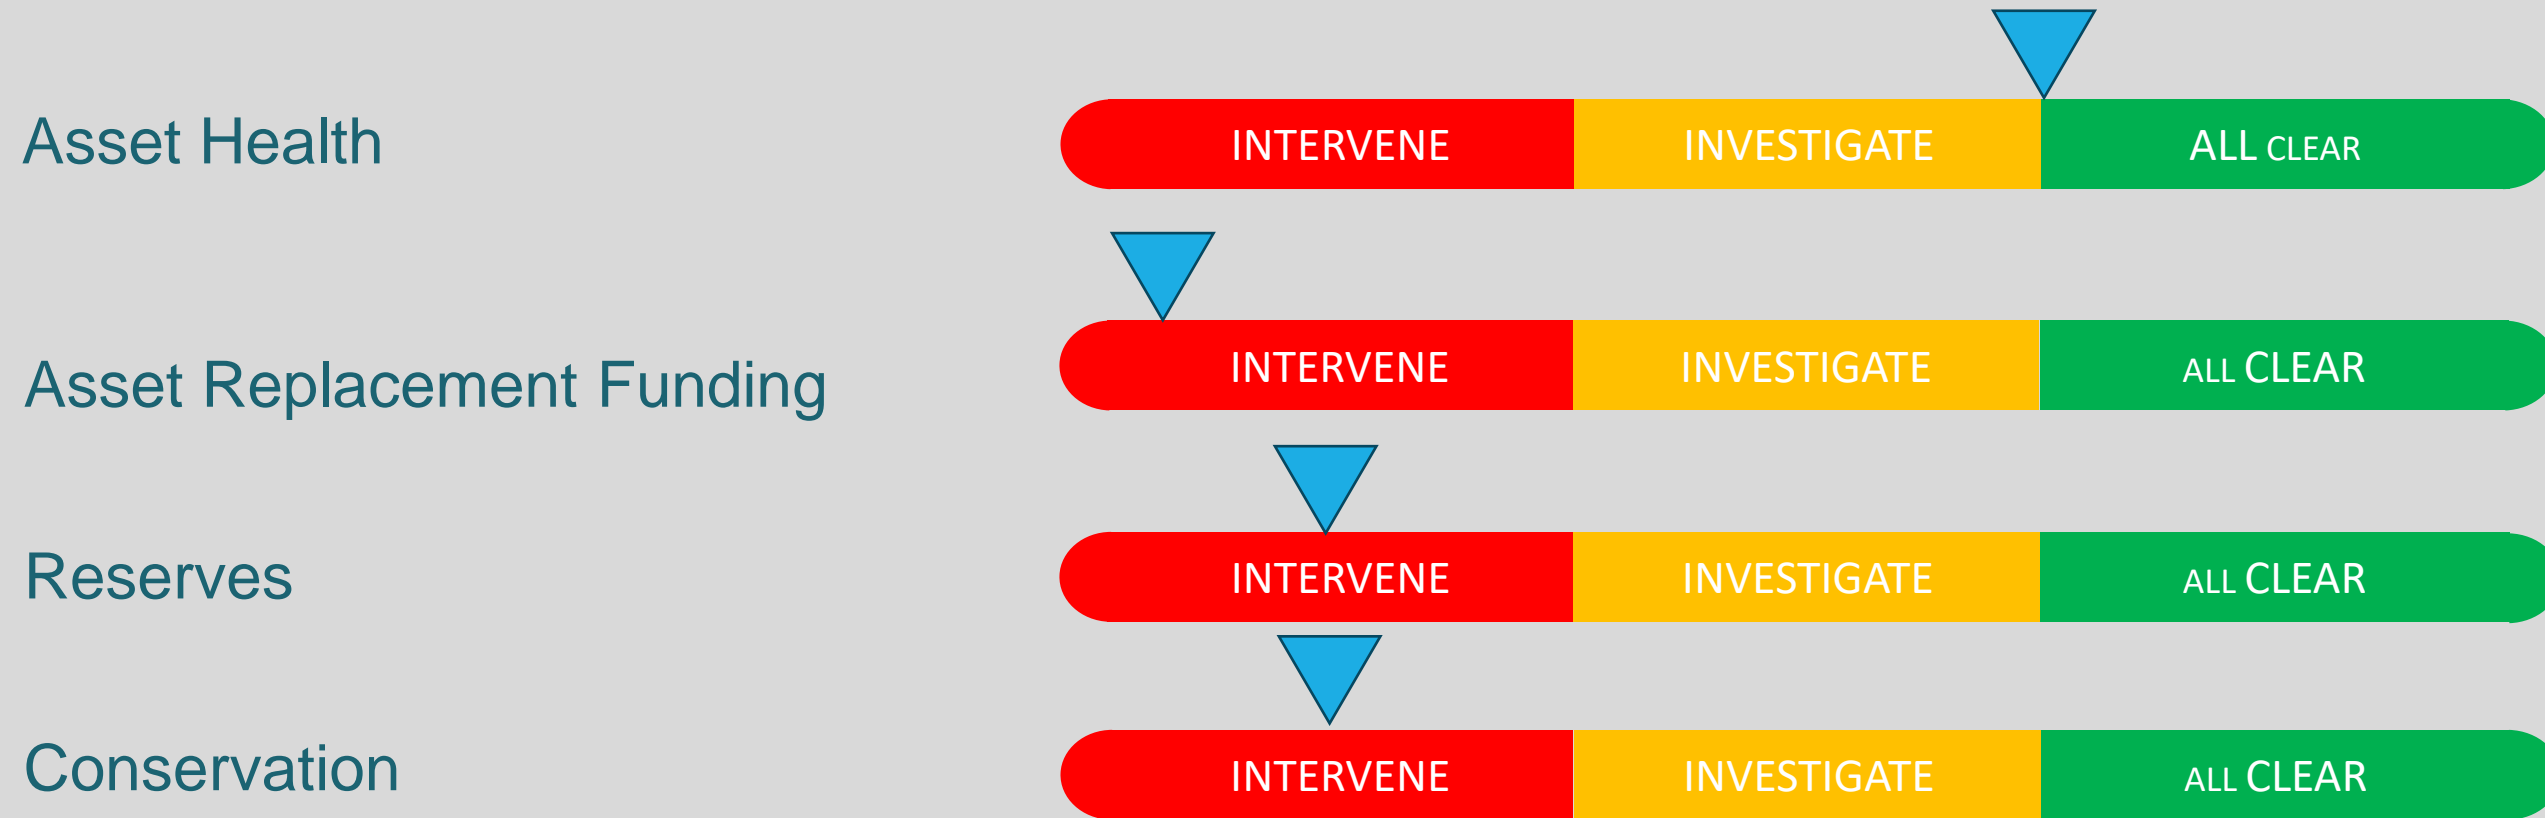 Asset Health
INTERVENE INVESTIGATE ALL CLEAR
Asset Replacement Funding
INTERVENE INVESTIGATE ALL CLEAR
Reserves
INTERVENE INVESTIGATE ALL CLEAR
Conservation
INTERVENE INVESTIGATE ALL CLEAR